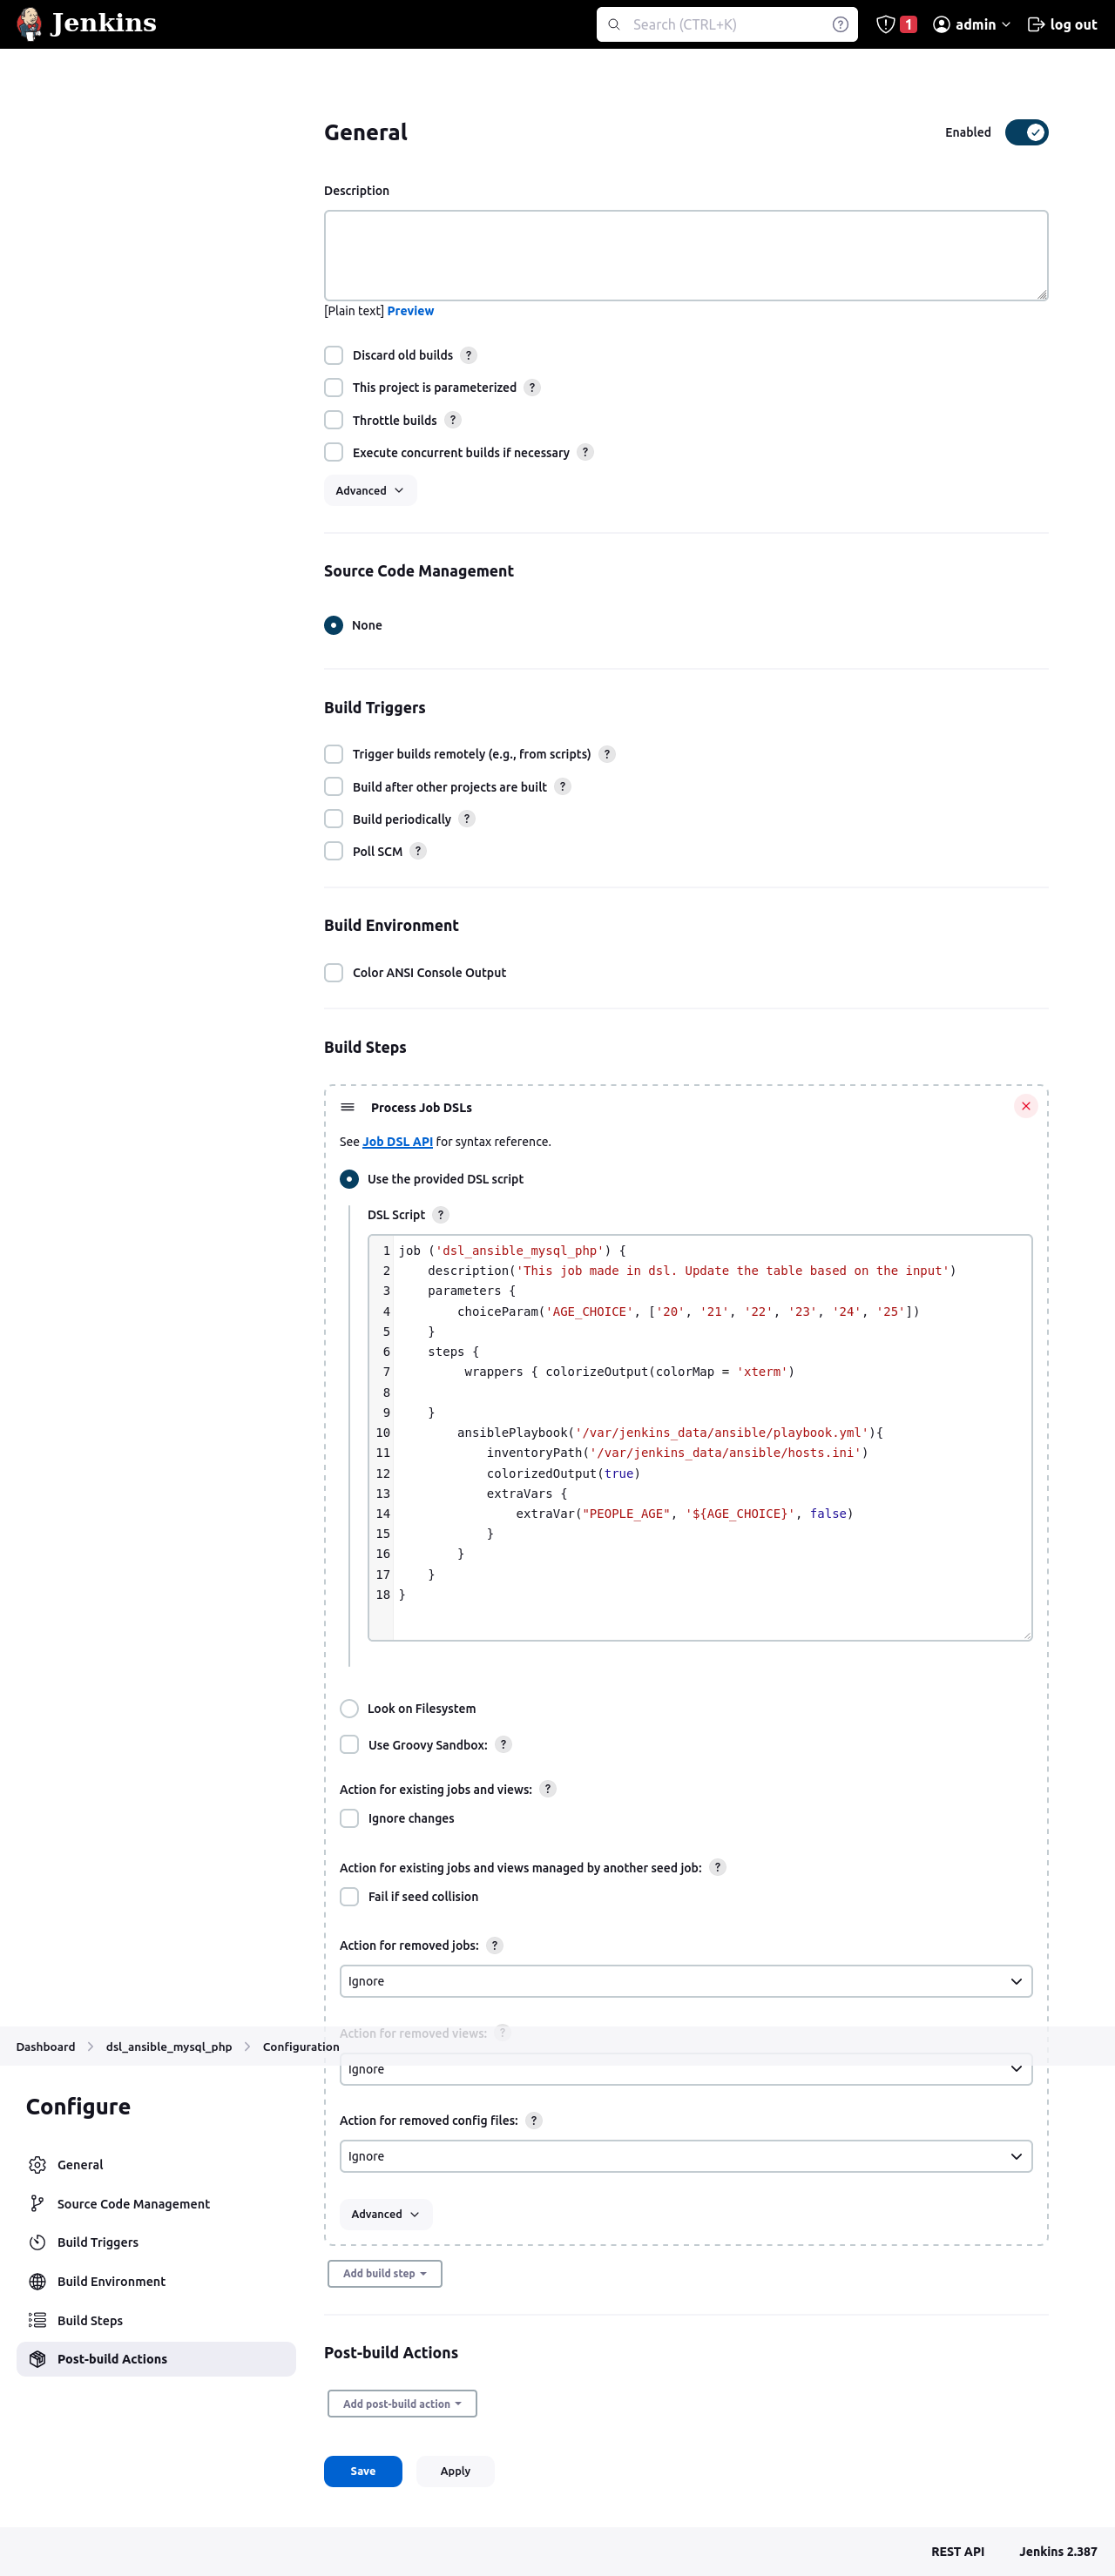 Jenkins
Search (CTRL+K)
?
1
admin
log out
General
Enabled
Description
[Plain text] Preview
Discard old builds ?
This project is parameterized ?
Throttle builds ?
Execute concurrent builds if necessary ?
Advanced
Source Code Management
None
Build Triggers
Trigger builds remotely (e.g., from scripts) ?
Build after other projects are built ?
Build periodically ?
Poll SCM ?
Build Environment
Color ANSI Console Output
Build Steps
Process Job DSLs
See Job DSL API for syntax reference.
Use the provided DSL script
DSL Script ?
1 job ('dsl_ansible_mysql_php') {
2     description('This job made in dsl. Update the table based on the input')
3     parameters {
4         choiceParam('AGE_CHOICE', ['20', '21', '22', '23', '24', '25'])
5     }
6     steps {
7          wrappers { colorizeOutput(colorMap = 'xterm')
8
9     }
10         ansiblePlaybook('/var/jenkins_data/ansible/playbook.yml'){
11             inventoryPath('/var/jenkins_data/ansible/hosts.ini')
12             colorizedOutput(true)
13             extraVars {
14                 extraVar("PEOPLE_AGE", '${AGE_CHOICE}', false)
15             }
16         }
17     }
18 }
Look on Filesystem
Use Groovy Sandbox: ?
Action for existing jobs and views: ?
Ignore changes
Action for existing jobs and views managed by another seed job: ?
Fail if seed collision
Action for removed jobs: ?
Ignore
Action for removed views: ?
Dashboard
dsl_ansible_mysql_php
Configuration
Ignore
Configure
Action for removed config files: ?
Ignore
General
Source Code Management
Build Triggers
Build Environment
Build Steps
Post-build Actions
Advanced
Add build step
Post-build Actions
Add post-build action
Save
Apply
REST API
Jenkins 2.387